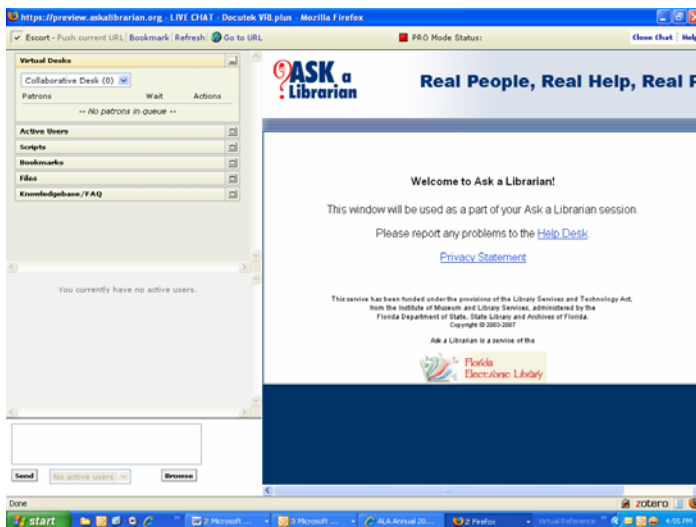 https://preview.askalibrarian.org - LIVE CHAT - Docutek VRLplus - Mozilla Firefox
Escort - Push current URL | Bookmark | Refresh | Go to URL
PRO Mode Status:
Close Chat | Help
Virtual Desks
Collaborative Desk (0)
Patrons Wait Actions
-- No patrons in queue --
Active Users
Scripts
Bookmarks
Files
Knowledgebase/FAQ
You currently have no active users.
Send No active users Browse
ASK a Librarian
Real People, Real Help, Real
Welcome to Ask a Librarian!
This window will be used as a part of your Ask a Librarian session.
Please report any problems to the Help Desk.
Privacy Statement
This service has been funded under the provisions of the Library Services and Technology Act,
from the Institute of Museum and Library Services, administered by the
Florida Department of State, State Library and Archives of Florida.
Copyright © 2003-2007
Ask a Librarian is a service of the
Florida
Electronic Library
Done
zotero
start 2 Microsoft ... 3 Microsoft ... ALA Annual 20... 2 Firefox Virtual Reference 4:55 PM